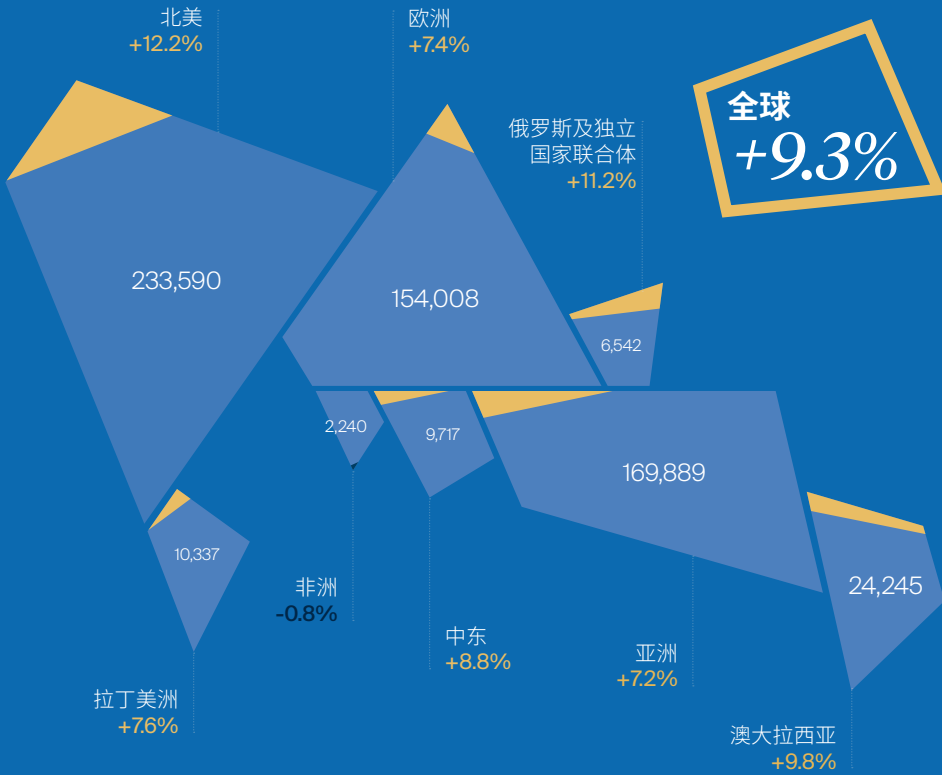 北美
+12.2%
欧洲
+7.4%
全球
+9.3%
俄罗斯及独立
国家联合体
+11.2%
233,590
154,008
6,542
2,240
9,717
169,889
10,337
24,245
非洲
-0.8%
中东
+8.8%
亚洲
+7.2%
拉丁美洲
+7.6%
澳大拉西亚
+9.8%